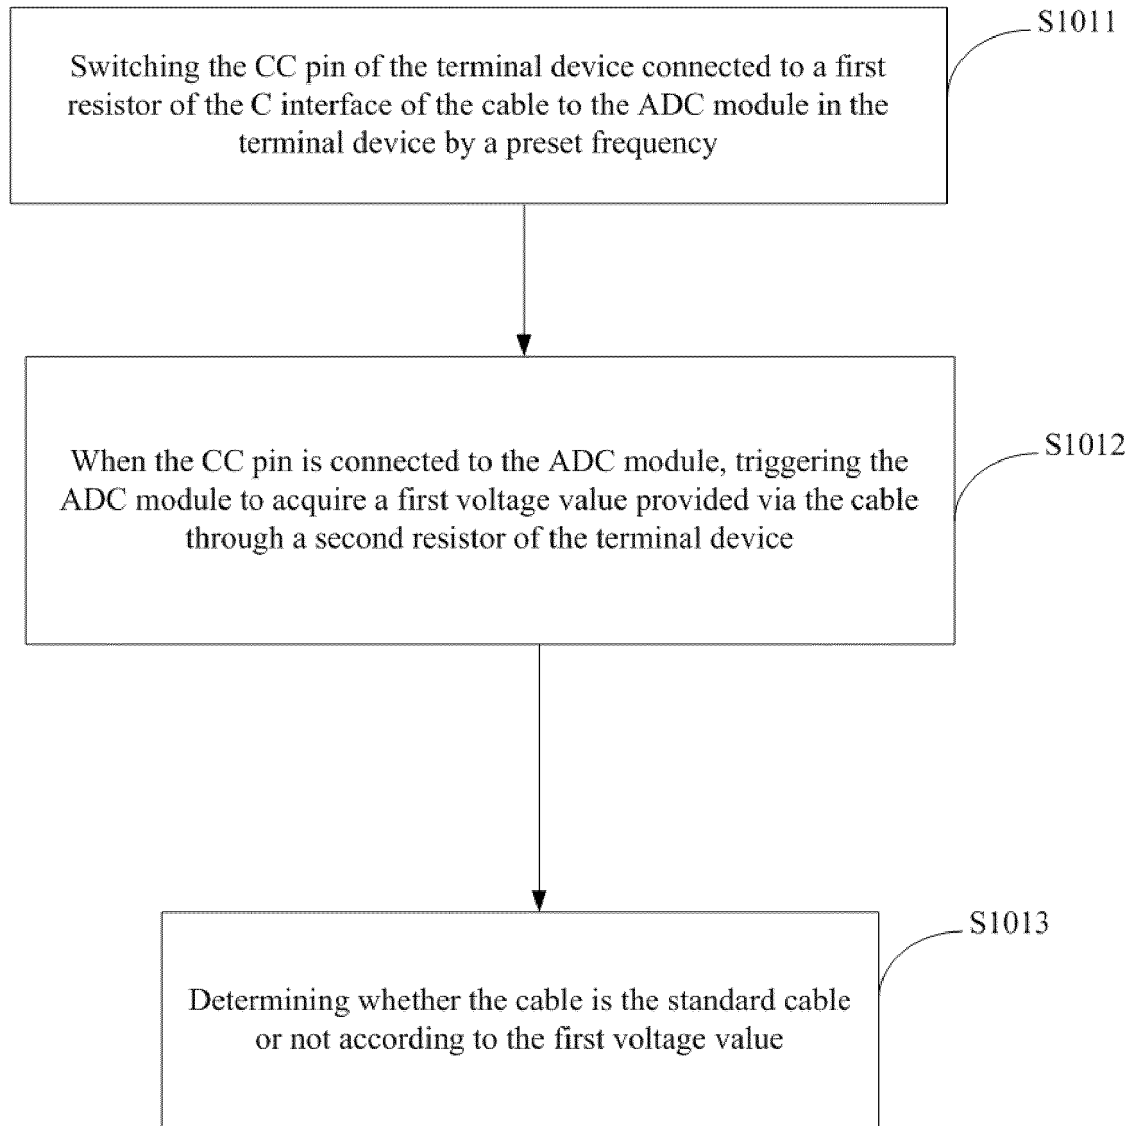 S1011
Switching the CC pin of the terminal device connected to a first
resistor of the C interface of the cable to the ADC module in the
terminal device by a preset frequency
S1012
When the CC pin is connected to the ADC module, triggering the
ADC module to acquire a first voltage value provided via the cable
through a second resistor of the terminal device
S1013
Determining whether the cable is the standard cable
or not according to the first voltage value